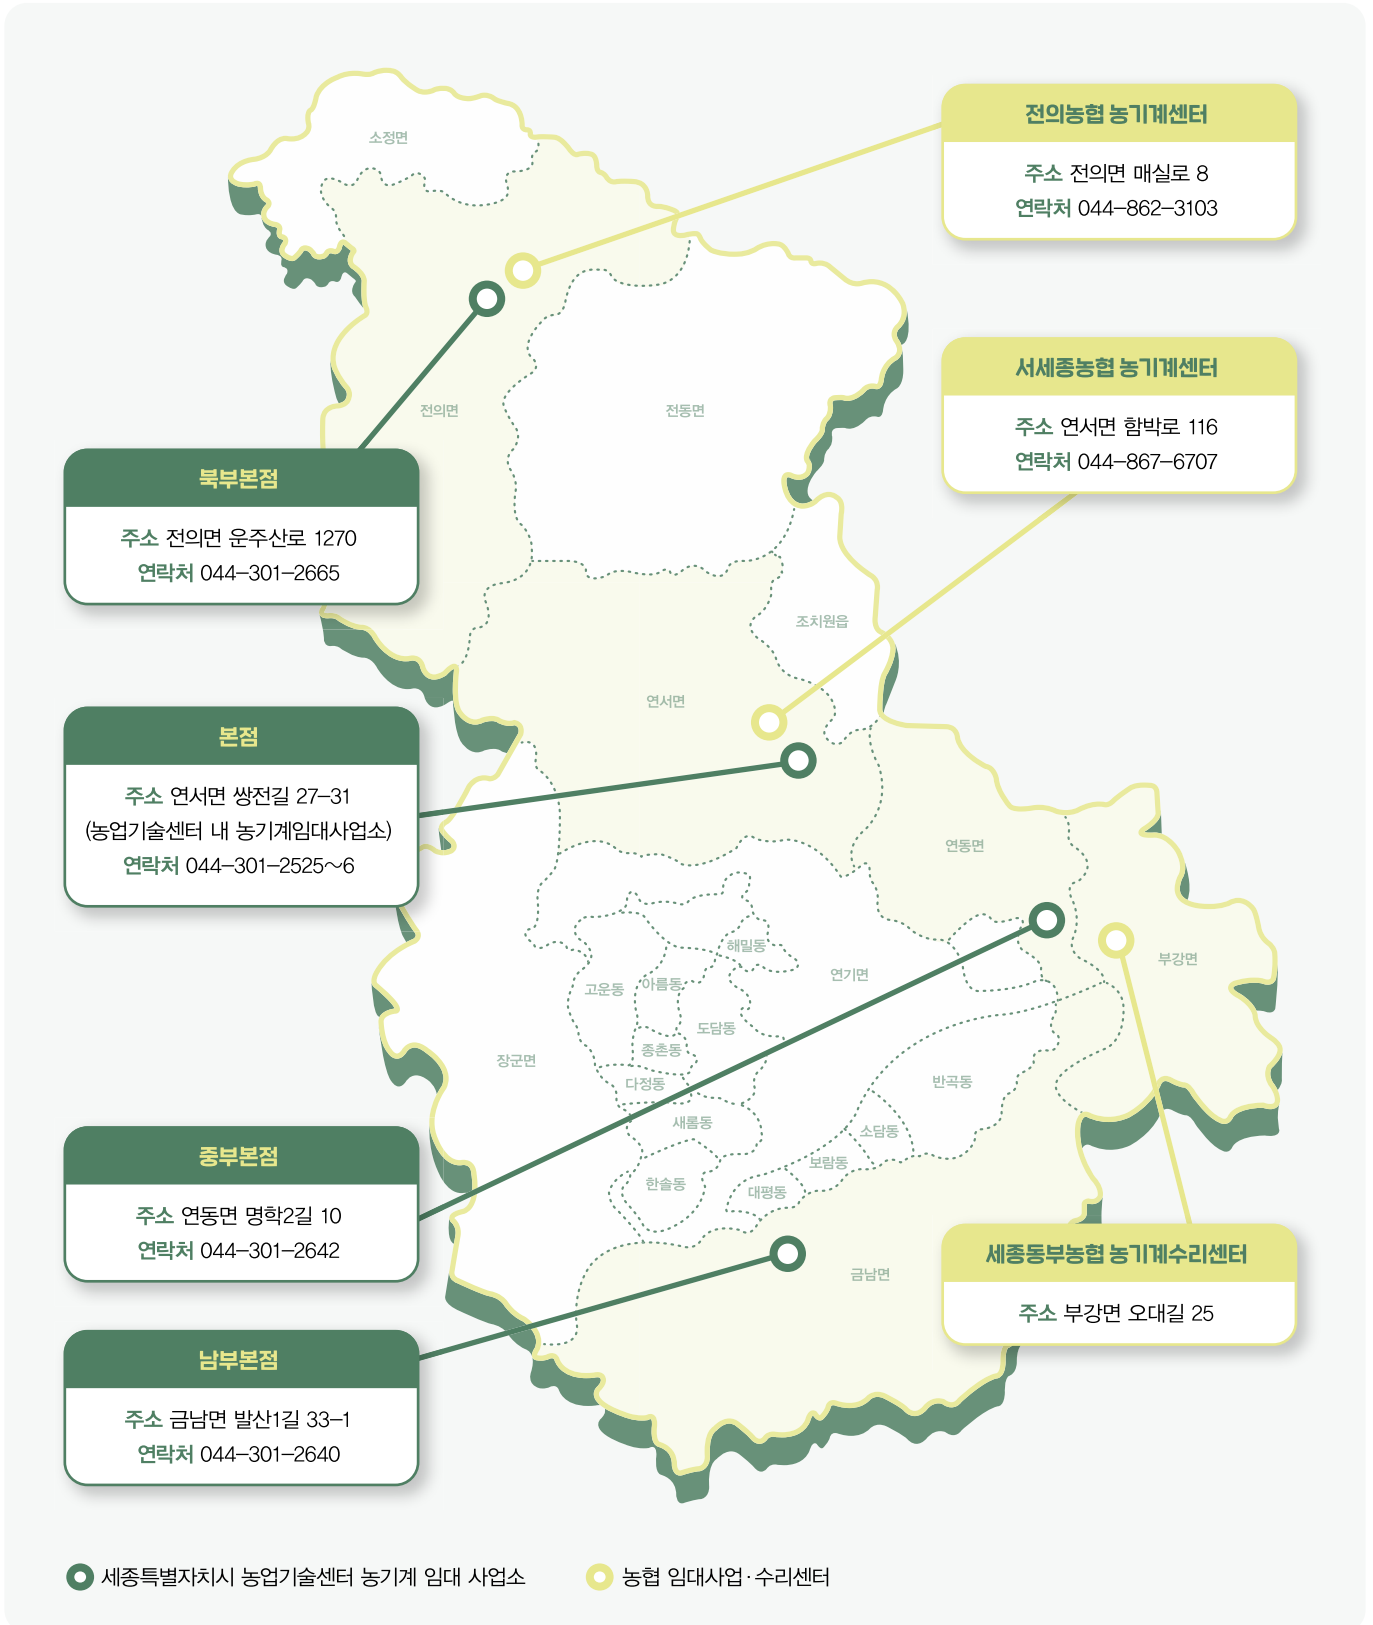 소정면
전의농협 농기계센터
주소 전의면 매실로 8
연락처 044-862-3103
서세종농협 농기계센터
주소 연서면 함박로 116
연락처 044-867-6707
전의면
전동면
북부본점
주소 전의면 운주산로 1270
연락처 044-301-2665
조치원읍
연서면
본점
주소 연서면 쌍전길 27-31
(농업기술센터 내 농기계임대사업소)
연락처 044-301-2525~6
연동면
해밀동
연기면
부강면
고운동
아름동
도담동
종촌동
장군면
다정동
반곡동
새롬동
소담동
보람동
한솔동
대평동
중부본점
주소 연동면 명학2길 10
연락처 044-301-2642
세종동부농협 농기계수리센터
주소 부강면 오대길 25
금남면
남부본점
주소 금남면 발산1길 33-1
연락처 044-301-2640
세종특별자치시 농업기술센터 농기계 임대 사업소
농협 임대사업·수리센터